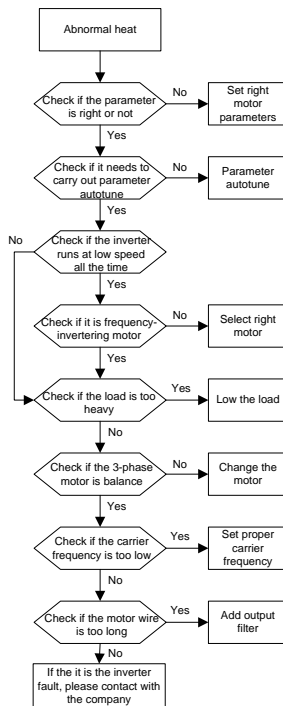 Abnormal heat
Check if the parameter
is right or not
No
Set right
motor
parameters
Yes
Check if it needs to
carry out parameter
autotune
No
Parameter
autotune
Yes
No
Check if the inverter
runs at low speed
all the time
Yes
Check if it is frequency-
invertering motor
No
Select right
motor
Yes
Check if the load is too
heavy
Yes
Low the load
No
Check if the 3-phase
motor is balance
No
Change the
motor
Yes
Check if the carrier
frequency is too low
Yes
Set proper
carrier
frequency
No
Check if the motor wire
is too long
Yes
Add output
filter
No
If the it is the inverter
fault, please contact with
the company